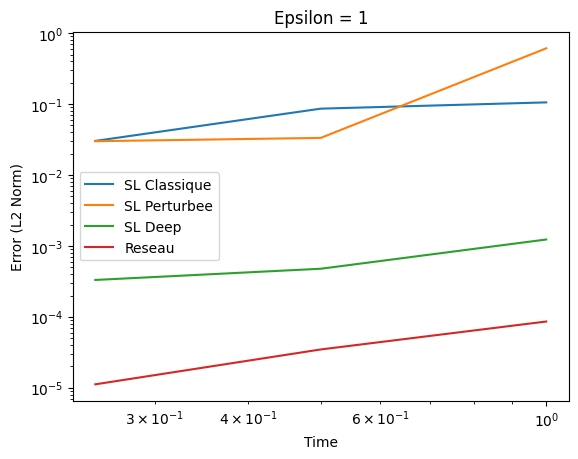 Epsilon = 1
Error (L2 Norm)
10⁰
10⁻¹
10⁻²
10⁻³
10⁻⁴
10⁻⁵
SL Classique
SL Perturbee
SL Deep
Reseau
3 × 10⁻¹ 4 × 10⁻¹ 6 × 10⁻¹ 10⁰
Time